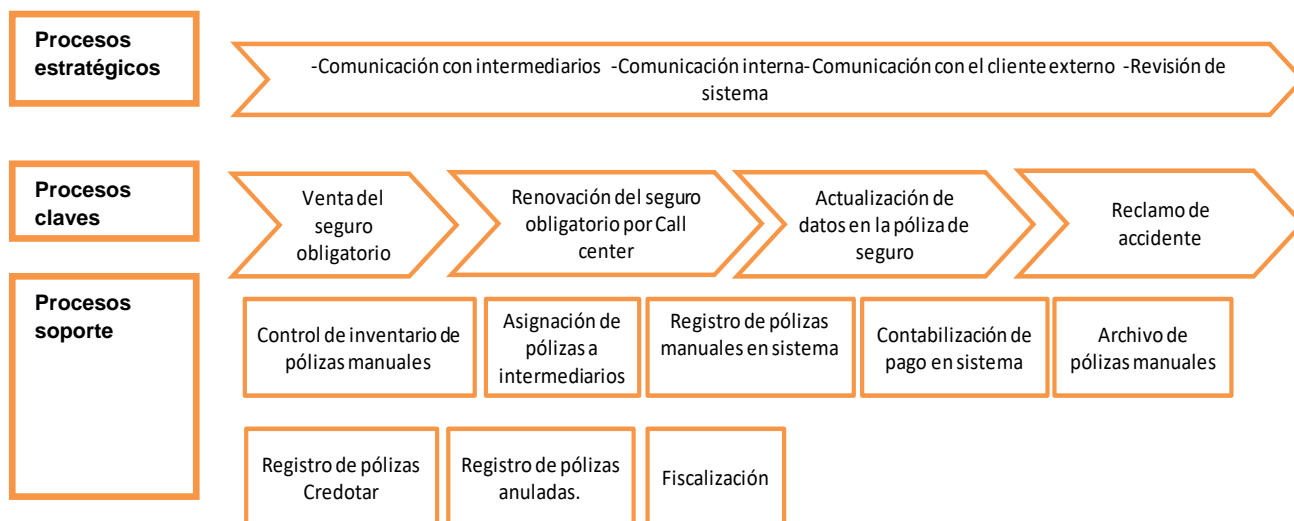 Procesos
estratégicos
-Comunicación con intermediarios -Comunicación interna- Comunicación con el cliente externo -Revisión de
sistema
Procesos
claves
Venta del
seguro
obligatorio
Renovación del seguro
obligatorio por Call
center
Actualización de
datos en la póliza de
seguro
Reclamo de
accidente
Procesos
soporte
Control de inventario de
pólizas manuales
Asignación de
pólizas a
intermediarios
Registro de pólizas
manuales en sistema
Contabilización de
pago en sistema
Archivo de
pólizas manuales
Registro de pólizas
Credotar
Registro de pólizas
anuladas.
Fiscalización